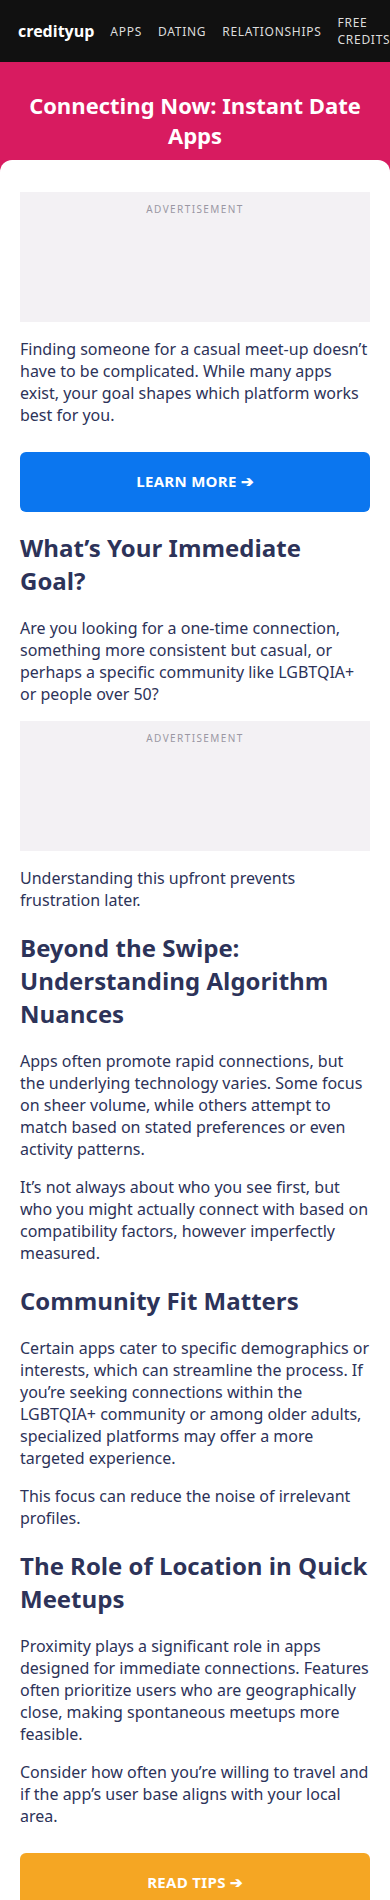 credityup APPS DATING RELATIONSHIPS FREE CREDITS
Connecting Now: Instant Date
Apps
ADVERTISEMENT
Finding someone for a casual meet-up doesn’t
have to be complicated. While many apps
exist, your goal shapes which platform works
best for you.
LEARN MORE ➔
What’s Your Immediate
Goal?
Are you looking for a one-time connection,
something more consistent but casual, or
perhaps a specific community like LGBTQIA+
or people over 50?
ADVERTISEMENT
Understanding this upfront prevents
frustration later.
Beyond the Swipe:
Understanding Algorithm
Nuances
Apps often promote rapid connections, but
the underlying technology varies. Some focus
on sheer volume, while others attempt to
match based on stated preferences or even
activity patterns.
It’s not always about who you see first, but
who you might actually connect with based on
compatibility factors, however imperfectly
measured.
Community Fit Matters
Certain apps cater to specific demographics or
interests, which can streamline the process. If
you’re seeking connections within the
LGBTQIA+ community or among older adults,
specialized platforms may offer a more
targeted experience.
This focus can reduce the noise of irrelevant
profiles.
The Role of Location in Quick
Meetups
Proximity plays a significant role in apps
designed for immediate connections. Features
often prioritize users who are geographically
close, making spontaneous meetups more
feasible.
Consider how often you’re willing to travel and
if the app’s user base aligns with your local
area.
READ TIPS ➔